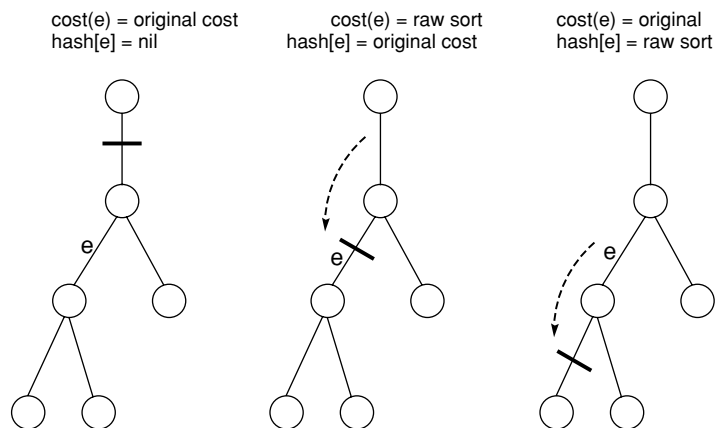 cost(e) = original cost
hash[e] = nil
cost(e) = raw sort
hash[e] = original cost
cost(e) = original
hash[e] = raw sort
e
e
e